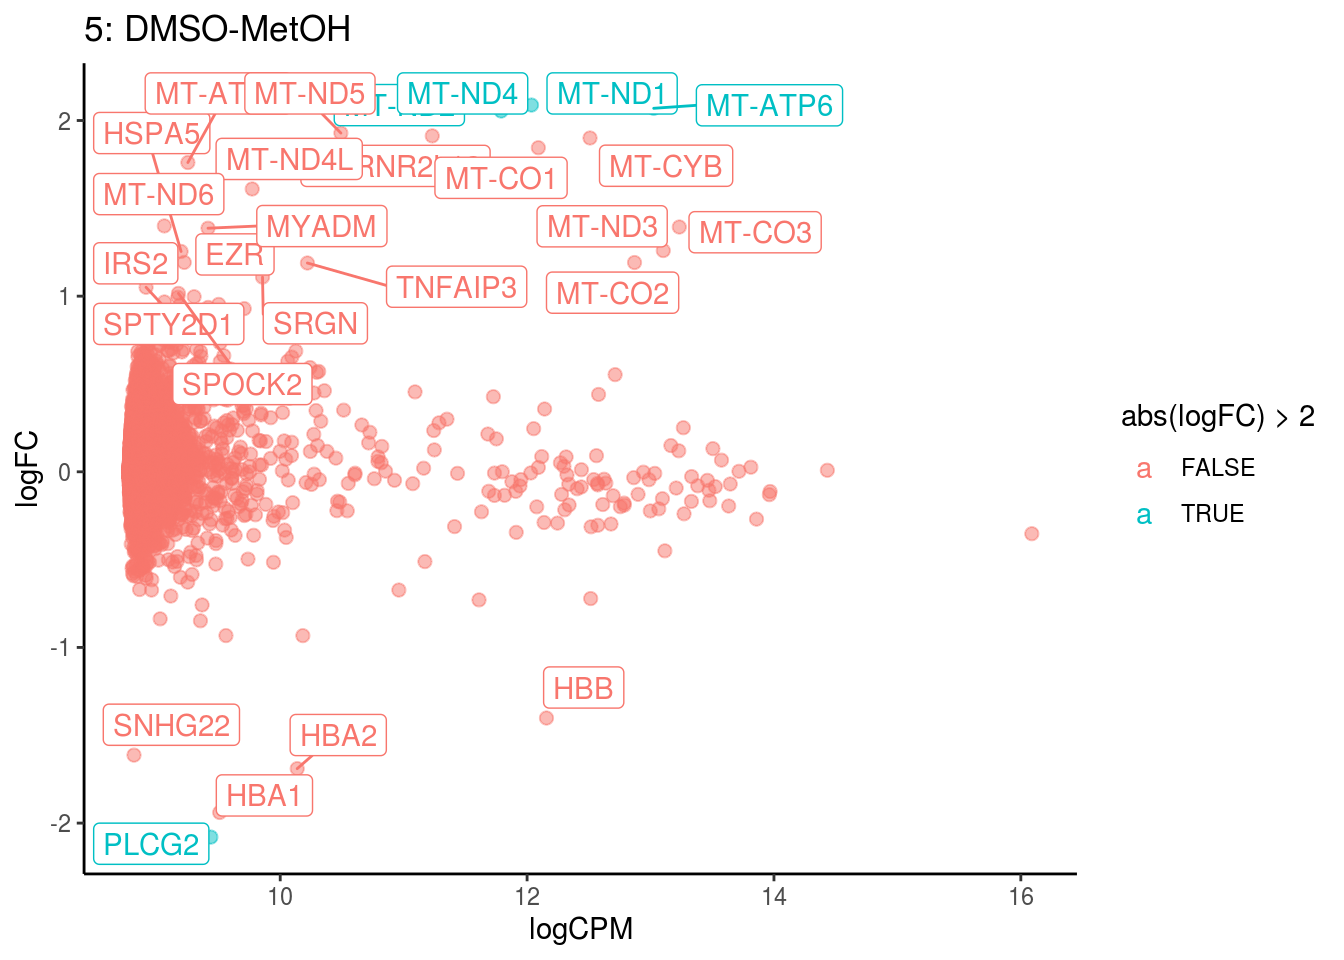 5: DMSO-MetOH
MT-ND5
MT-ND4
MT-ND1
MT-ATP6
HSPA5
MT-ND4L
MT-CO1
MT-CYB
MT-ND6
MYADM
MT-ND3
MT-CO3
EZR
IRS2
TNFAIP3
MT-CO2
SPTY2D1
SRGN
SPOCK2
HBB
SNHG22
HBA2
HBA1
PLCG2
2
1
0
-1
-2
logFC
10
12
14
16
logCPM
abs(logFC) > 2
a FALSE
a TRUE